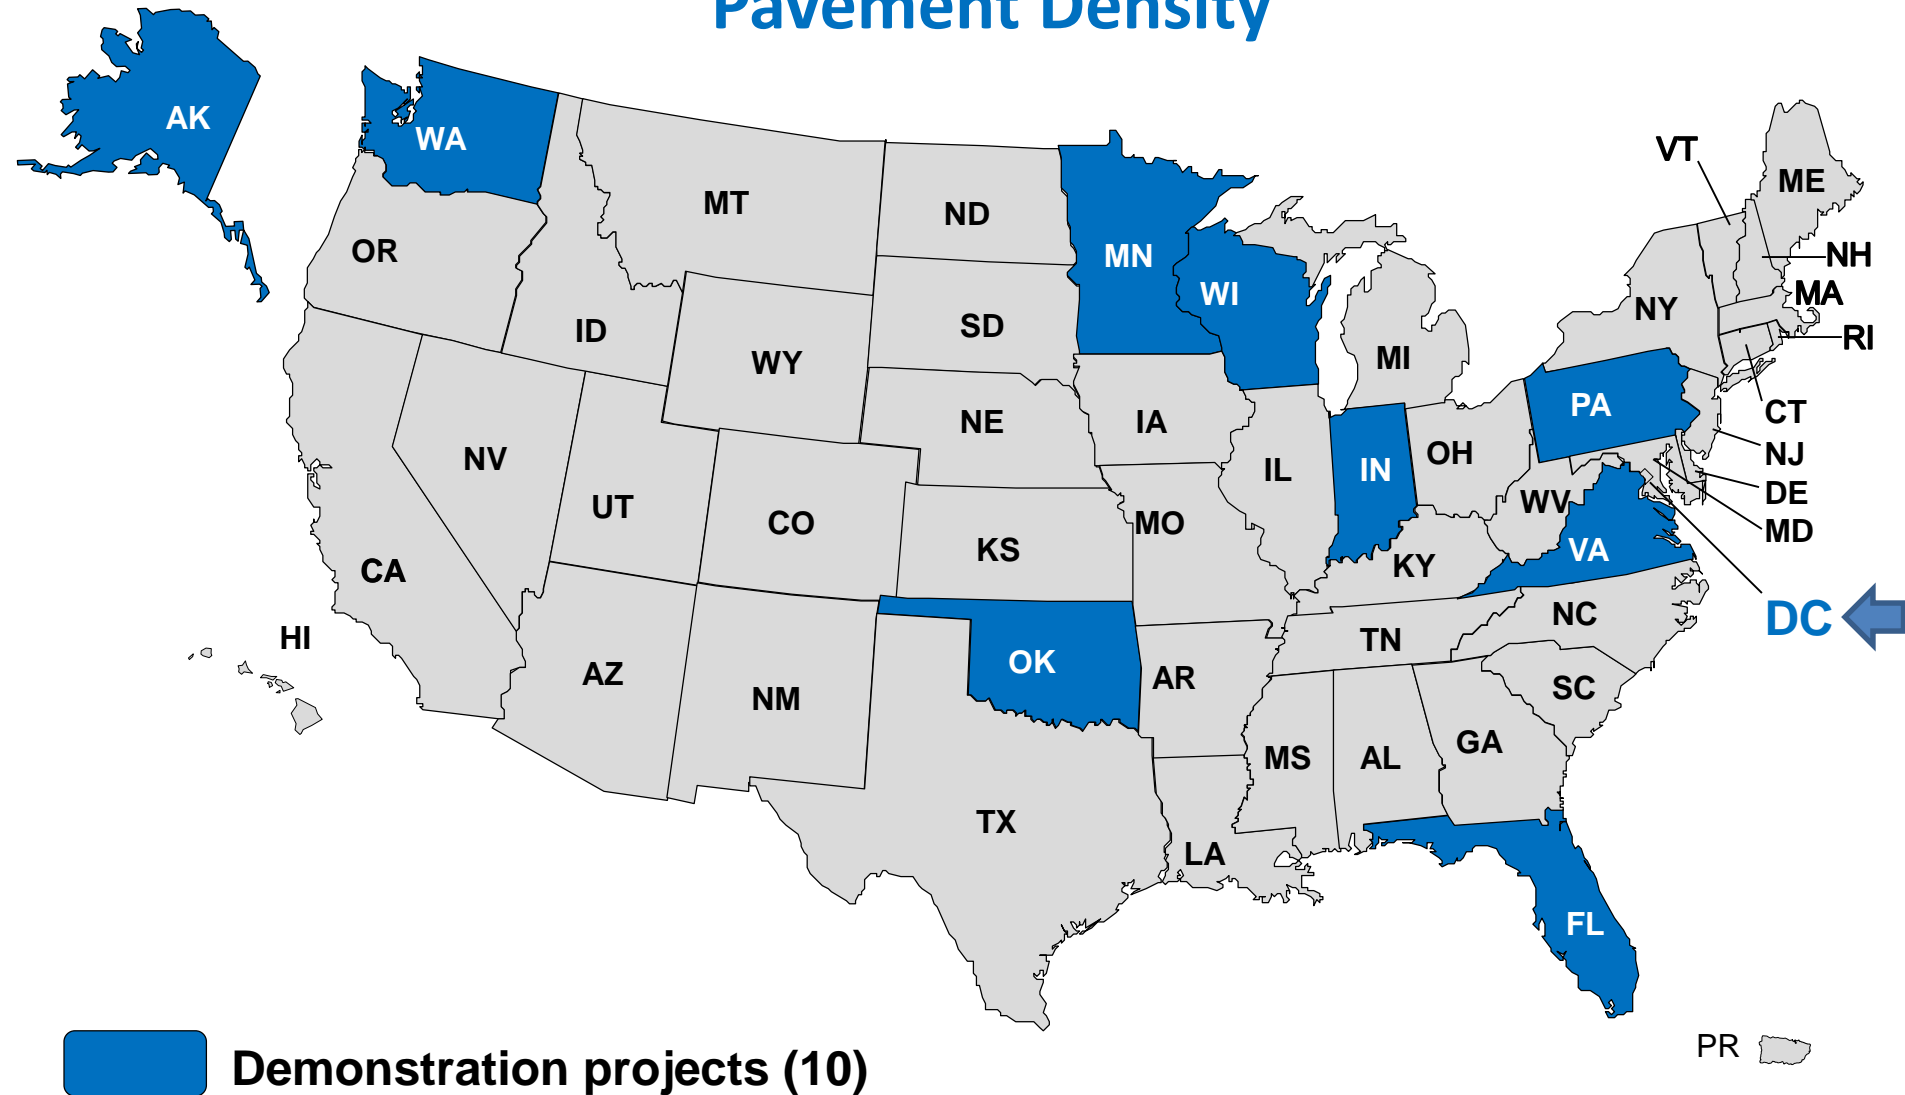 Pavement Density
AK
WA
VT
ME
MT
ND
OR
MN
NH
WI
MA
NY
SD
ID
RI
MI
WY
PA
CT
NE
IA
OH
NJ
NV
IL
IN
DE
WV
UT
CO
MO
MD
KS
VA
CA
KY
NC
DC
HI
TN
OK
AZ
AR
SC
NM
GA
MS
AL
TX
LA
FL
PR
Demonstration projects (10)